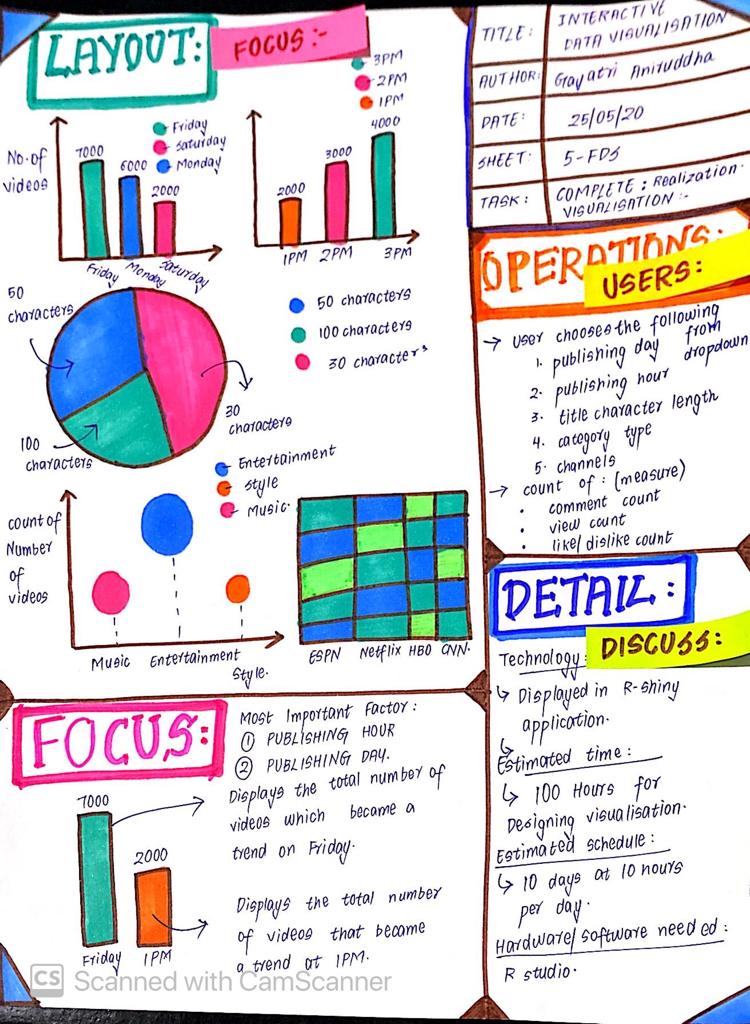 LAYOUT:
FOCUS:-
3PM
2PM
1PM
No. of
videos
7000
6000
2000
Friday
Saturday
Monday
Friday
Monday
Saturday
2000
3000
4000
1PM
2PM
3PM
50
characters
100
characters
30
characters
50 characters
100 characters
30 characters
Entertainment
Style
Music.
count of
Number
of
videos
Music
Entertainment
Style.
ESPN
Netflix
HBO
CNN.
FOCUS:
Most Important Factor:
① PUBLISHING HOUR
② PUBLISHING DAY.
Displays the total number of
videos which became a
trend on Friday.
7000
2000
Friday
1PM
Displays the total number
of videos that became
a trend at 1PM.
TITLE: INTERACTIVE
DATA VISUALISATION
AUTHOR: Gayatri Aniruddha
DATE: 25/05/20
SHEET: 5-FDS
TASK: COMPLETE: Realization
VISUALISATION:-
OPERATIONS:
USERS:
→ User chooses the following
1. publishing day from
dropdown
2. publishing hour
3. title character length
4. category type
5. channels
→ count of: (measure)
• comment count
• view count
• like/dislike count
DETAIL:
DISCUSS:
Technology:
↳ Displayed in R-shiny
application.
↳
Estimated time:
↳ 100 Hours for
Designing visualisation.
Estimated schedule:
↳ 10 days at 10 hours
per day.
Hardware/software needed:
R studio.
CS Scanned with CamScanner